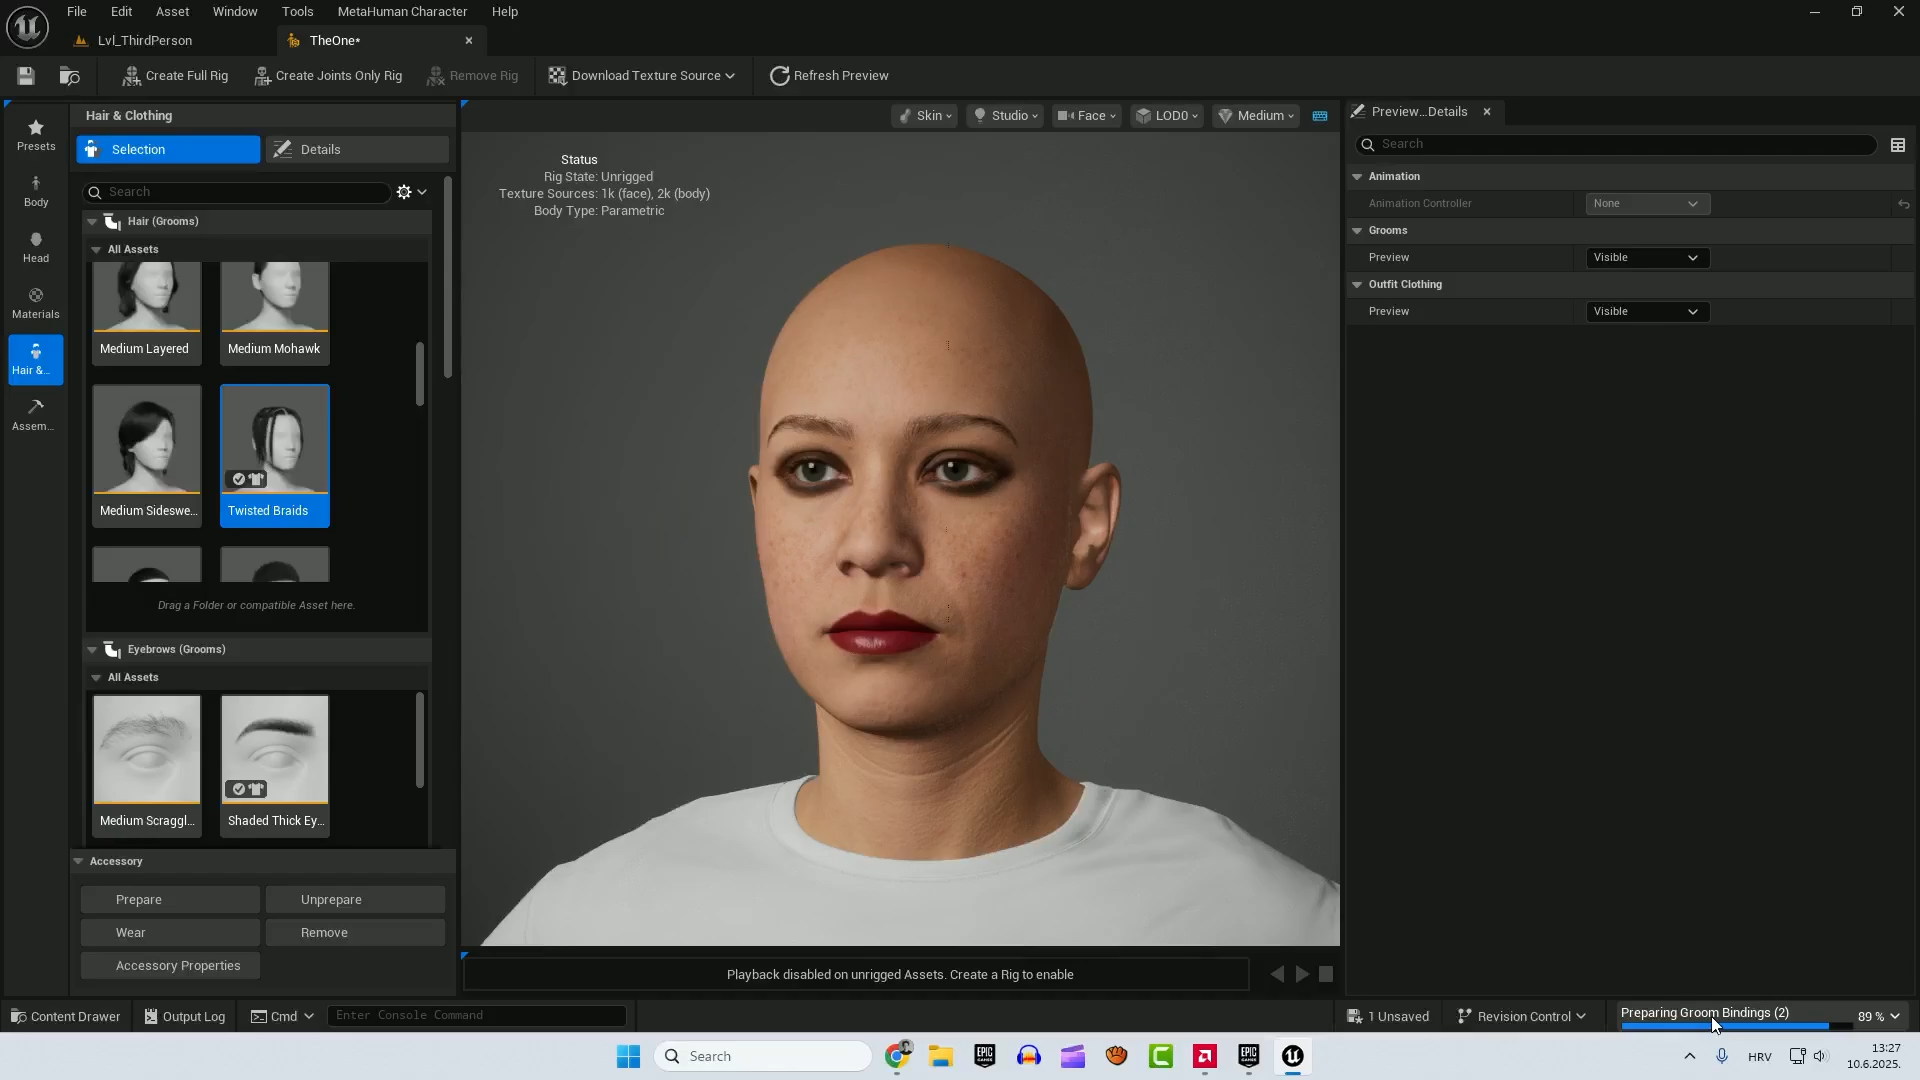 File Edit Asset Window Tools MetaHuman Character Help
Lvl_ThirdPerson
TheOne*
Create Full Rig
Create Joints Only Rig
Remove Rig
Download Texture Source
Refresh Preview
Presets
Body
Head
Materials
Hair &...
Assem...
Hair & Clothing
Selection
Details
Search
Hair (Grooms)
All Assets
Medium Layered
Medium Mohawk
Medium Sideswe...
Twisted Braids
Drag a Folder or compatible Asset here.
Eyebrows (Grooms)
All Assets
Medium Scraggl...
Shaded Thick Ey...
Accessory
Prepare
Unprepare
Wear
Remove
Accessory Properties
Skin
Studio
Face
LOD0
Medium
Status
Rig State: Unrigged
Texture Sources: 1k (face), 2k (body)
Body Type: Parametric
Playback disabled on unrigged Assets. Create a Rig to enable
Preview...Details
Search
Animation
Animation Controller
None
Grooms
Preview
Visible
Outfit Clothing
Preview
Visible
Content Drawer
Output Log
Cmd
Enter Console Command
1 Unsaved
Revision Control
Preparing Groom Bindings (2)
89 %
Search
EPIC GAMES
EPIC GAMES
HRV
13:27
10.6.2025.